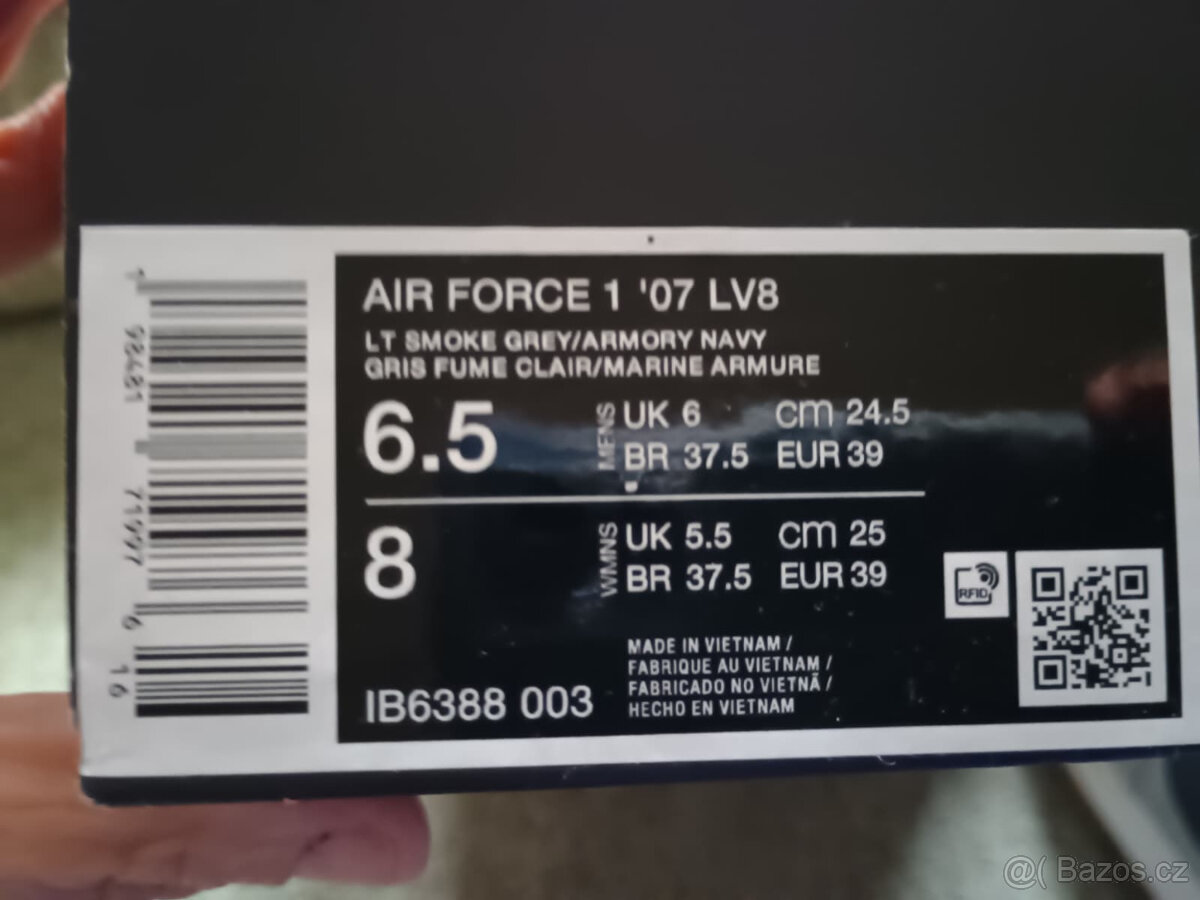 AIR FORCE 1 '07 LV8
LT SMOKE GREY/ARMORY NAVY
GRIS FUME CLAIR/MARINE ARMURE
6.5 MENS UK 6 cm 24.5
BR 37.5 EUR 39
8 WMNS UK 5.5 cm 25
BR 37.5 EUR 39
MADE IN VIETNAM /
FABRIQUE AU VIETNAM /
FABRICADO NO VIETNÃ /
HECHO EN VIETNAM
IB6388 003
RFID
71997 6
16
@( Bazos.cz